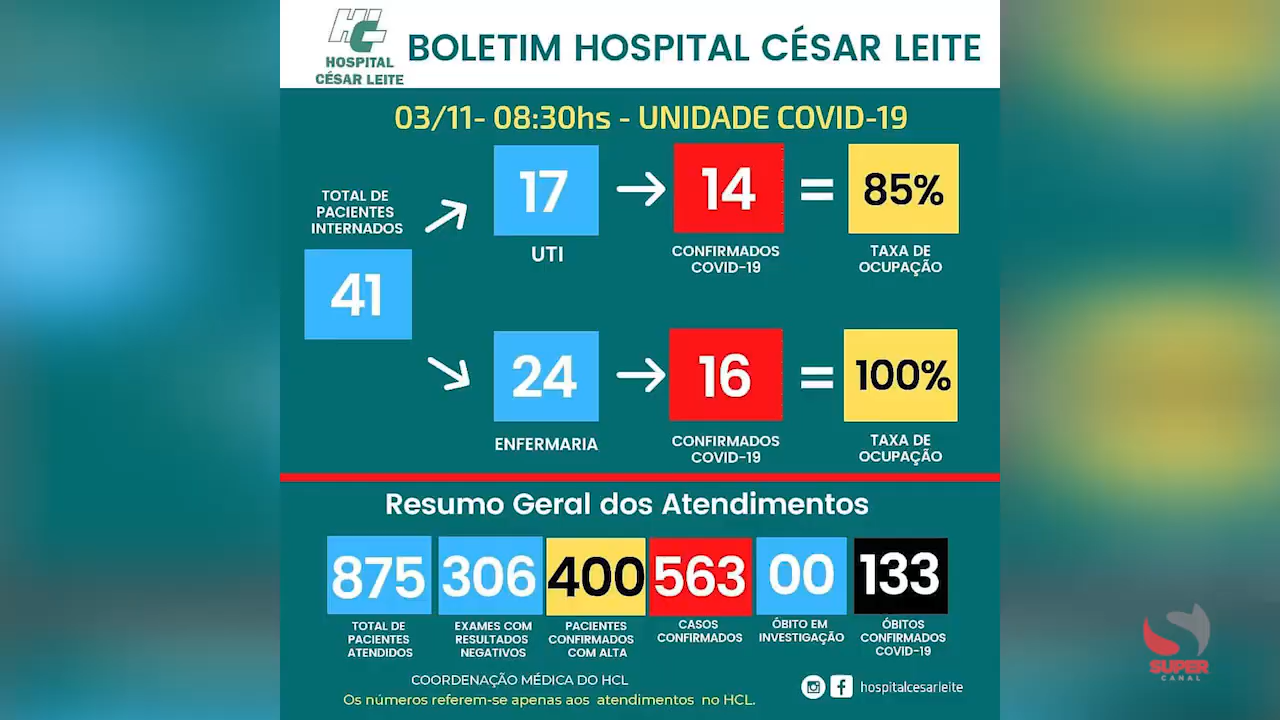 HC
HOSPITAL
CÉSAR LEITE
BOLETIM HOSPITAL CÉSAR LEITE
03/11- 08:30hs - UNIDADE COVID-19
TOTAL DE
PACIENTES
INTERNADOS
41
17
UTI
14
CONFIRMADOS
COVID-19
=
85%
TAXA DE
OCUPAÇÃO
24
ENFERMARIA
16
CONFIRMADOS
COVID-19
=
100%
TAXA DE
OCUPAÇÃO
Resumo Geral dos Atendimentos
875
TOTAL DE
PACIENTES
ATENDIDOS
306
EXAMES COM
RESULTADOS
NEGATIVOS
400
PACIENTES
CONFIRMADOS
COM ALTA
563
CASOS
CONFIRMADOS
00
ÓBITO EM
INVESTIGAÇÃO
133
ÓBITOS
CONFIRMADOS
COVID-19
COORDENAÇÃO MÉDICA DO HCL
Os números referem-se apenas aos atendimentos no HCL.
hospitalcesarleite
SUPER
CANAL